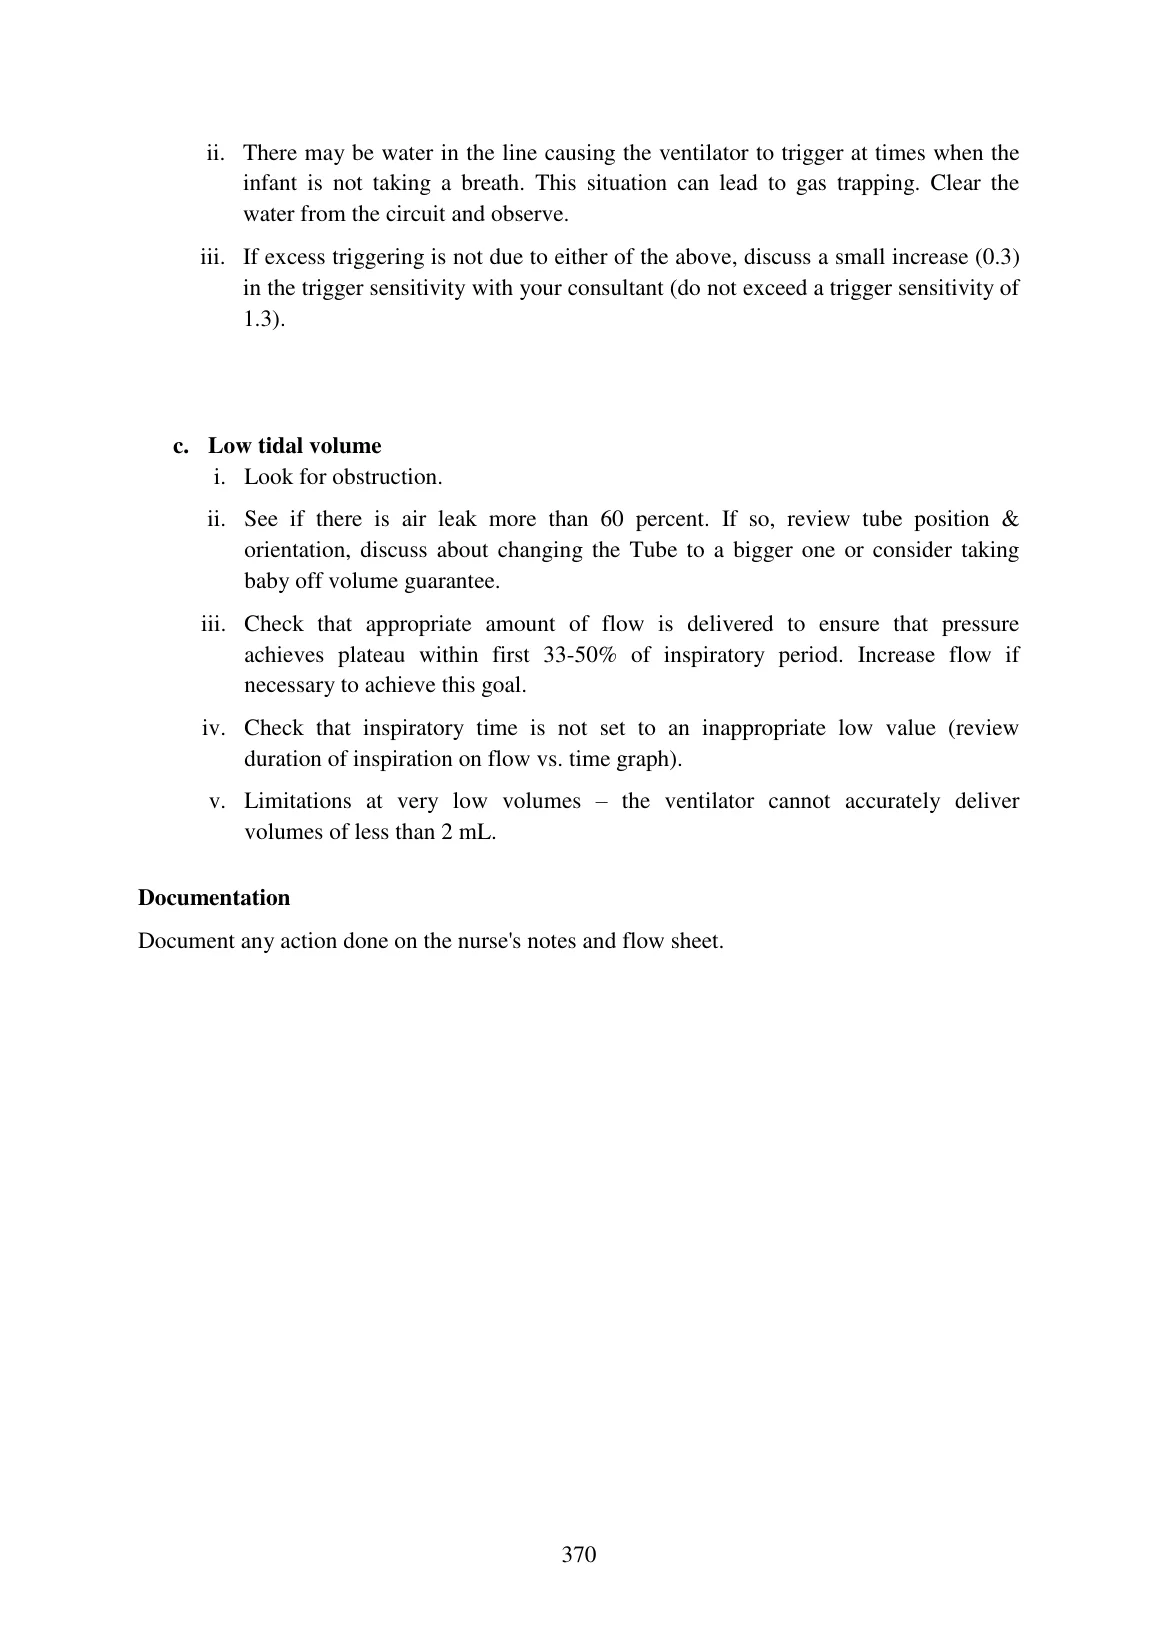 ii. There may be water in the line causing the ventilator to trigger at times when the
infant is not taking a breath. This situation can lead to gas trapping. Clear the
water from the circuit and observe.
iii. If excess triggering is not due to either of the above, discuss a small increase (0.3)
in the trigger sensitivity with your consultant (do not exceed a trigger sensitivity of
1.3).
c. Low tidal volume
i. Look for obstruction.
ii. See if there is air leak more than 60 percent. If so, review tube position &
orientation, discuss about changing the Tube to a bigger one or consider taking
baby off volume guarantee.
iii. Check that appropriate amount of flow is delivered to ensure that pressure
achieves plateau within first 33-50% of inspiratory period. Increase flow if
necessary to achieve this goal.
iv. Check that inspiratory time is not set to an inappropriate low value (review
duration of inspiration on flow vs. time graph).
v. Limitations at very low volumes – the ventilator cannot accurately deliver
volumes of less than 2 mL.
Documentation
Document any action done on the nurse's notes and flow sheet.
370